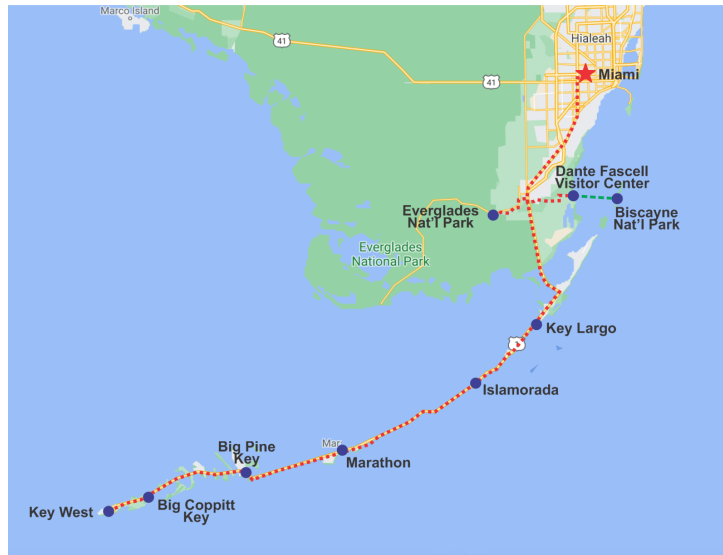 Marco Island
41
Hialeah
41
Miami
Dante Fascell
Visitor Center
Everglades
Nat'l Park
Biscayne
Nat'l Park
Everglades
National Park
Key Largo
1
Islamorada
Mar
Marathon
Big Pine
Key
Big Coppitt
Key
Key West